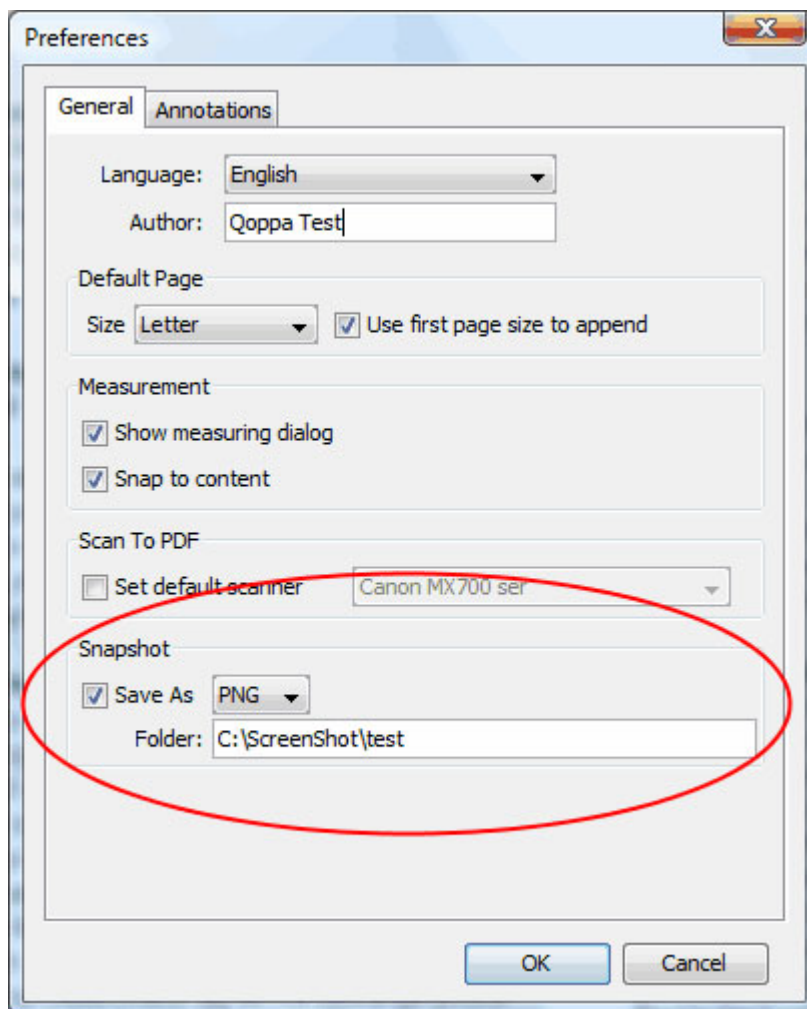 Preferences
General Annotations
Language: English
Author: Qoppa Test
Default Page
Size Letter Use first page size to append
Measurement
Show measuring dialog
Snap to content
Scan To PDF
Set default scanner Canon MX700 ser
Snapshot
Save As PNG
Folder: C:\ScreenShot\test
OK Cancel